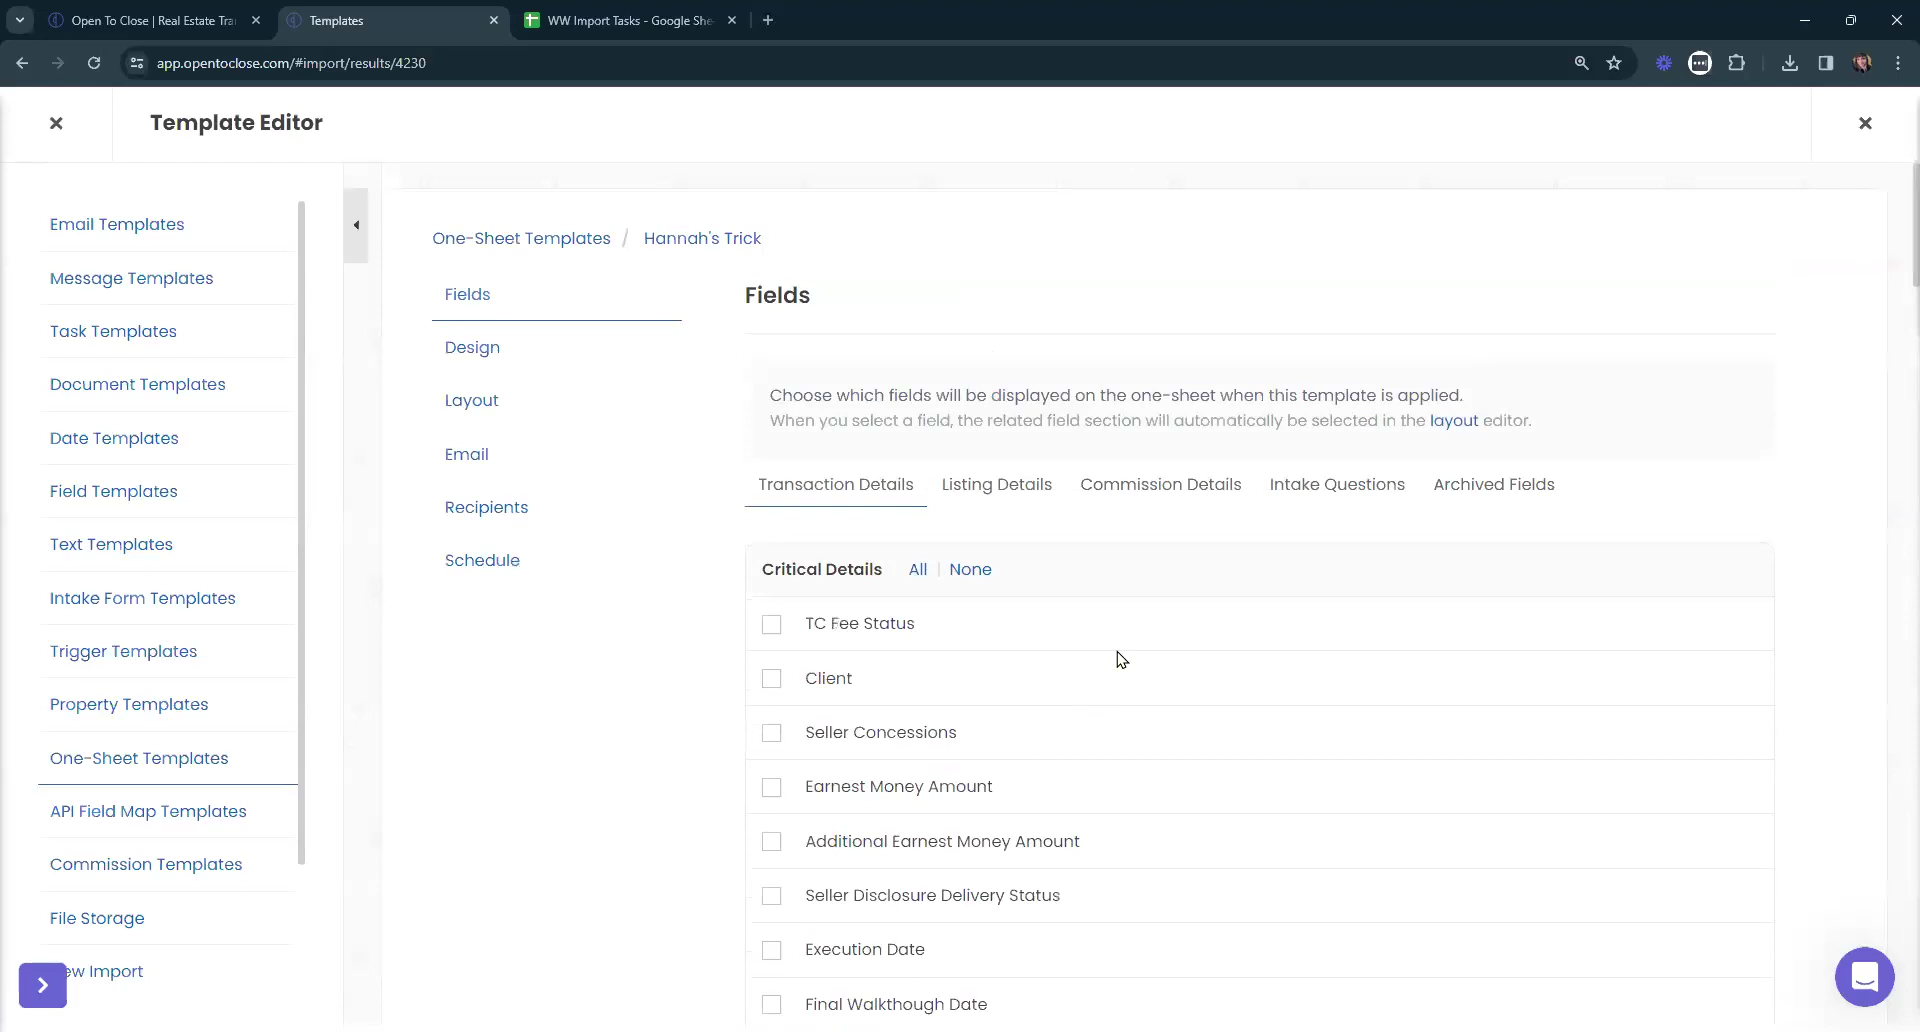 Open To Close | Real Estate Tra
Templates
WW Import Tasks - Google She
app.opentoclose.com/#import/results/4230
Template Editor
Email Templates
Message Templates
Task Templates
Document Templates
Date Templates
Field Templates
Text Templates
Intake Form Templates
Trigger Templates
Property Templates
One-Sheet Templates
API Field Map Templates
Commission Templates
File Storage
ew Import
One-Sheet Templates / Hannah's Trick
Fields
Design
Layout
Email
Recipients
Schedule
Fields
Choose which fields will be displayed on the one-sheet when this template is applied.
When you select a field, the related field section will automatically be selected in the layout editor.
Transaction Details Listing Details Commission Details Intake Questions Archived Fields
Critical Details All | None
TC Fee Status
Client
Seller Concessions
Earnest Money Amount
Additional Earnest Money Amount
Seller Disclosure Delivery Status
Execution Date
Final Walkthough Date